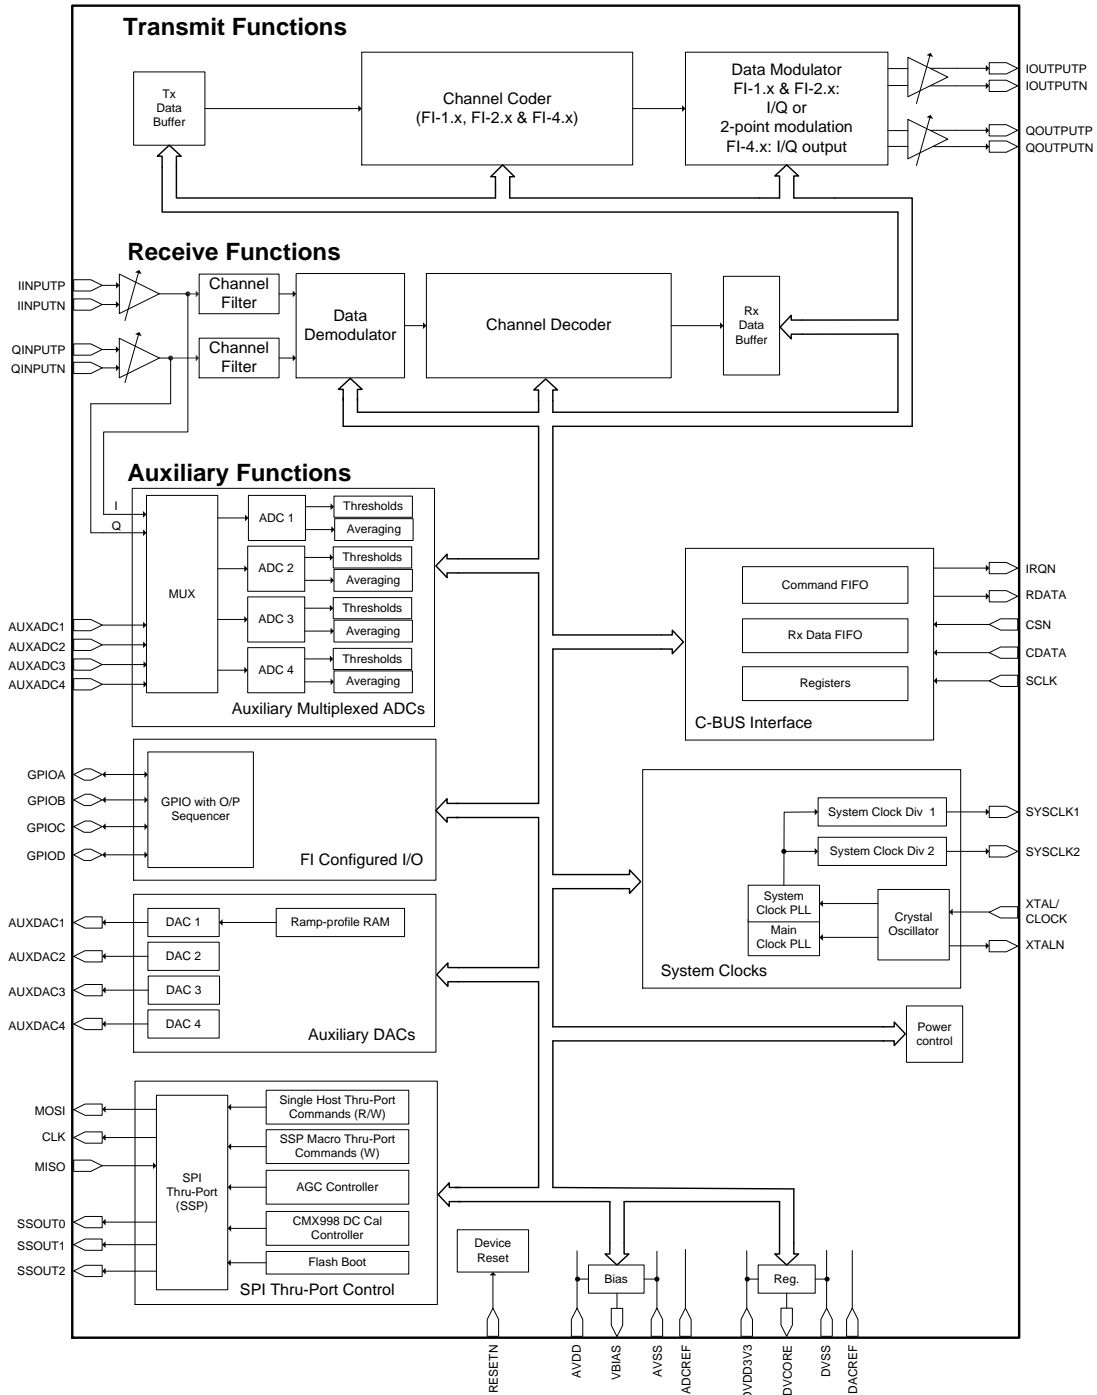 Transmit Functions
Tx
Data
Buffer
Channel Coder
(FI-1.x, FI-2.x & FI-4.x)
Data Modulator
FI-1.x & FI-2.x:
I/Q or
2-point modulation
FI-4.x: I/Q output
IOUTPUTP
IOUTPUTN
QOUTPUTP
QOUTPUTN
Receive Functions
IINPUTP
IINPUTN
QINPUTP
QINPUTN
Channel
Filter
Channel
Filter
Data
Demodulator
Channel Decoder
Rx
Data
Buffer
Auxiliary Functions
I
Q
MUX
ADC 1
Thresholds
Averaging
ADC 2
Thresholds
Averaging
ADC 3
Thresholds
Averaging
ADC 4
Thresholds
Averaging
AUXADC1
AUXADC2
AUXADC3
AUXADC4
Auxiliary Multiplexed ADCs
Command FIFO
Rx Data FIFO
Registers
C-BUS Interface
IRQN
RDATA
CSN
CDATA
SCLK
GPIOA
GPIOB
GPIOC
GPIOD
GPIO with O/P
Sequencer
FI Configured I/O
System Clock Div 1
System Clock Div 2
System
Clock PLL
Main
Clock PLL
Crystal
Oscillator
System Clocks
SYSCLK1
SYSCLK2
XTAL/
CLOCK
XTALN
AUXDAC1
AUXDAC2
AUXDAC3
AUXDAC4
DAC 1
Ramp-profile RAM
DAC 2
DAC 3
DAC 4
Auxiliary DACs
Power
control
MOSI
CLK
MISO
SSOUT0
SSOUT1
SSOUT2
SPI
Thru-Port
(SSP)
Single Host Thru-Port
Commands (R/W)
SSP Macro Thru-Port
Commands (W)
AGC Controller
CMX998 DC Cal
Controller
Flash Boot
SPI Thru-Port Control
Device
Reset
Bias
Reg.
RESETN
AVDD
VBIAS
AVSS
ADCREF
DVDD3V3
DVCORE
DVSS
DACREF